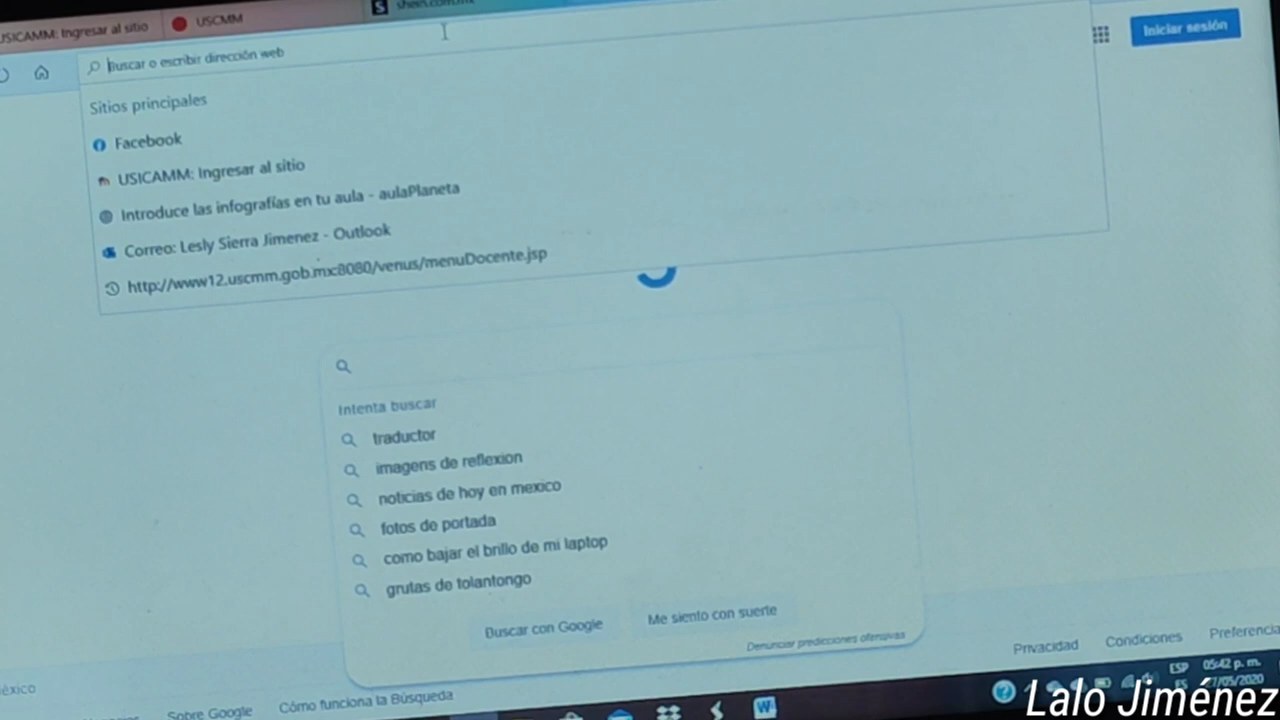 USICAMM: Ingresar al sitio
USCMM
Buscar o escribir dirección web
Iniciar sesión
Sitios principales
Facebook
USICAMM: Ingresar al sitio
Introduce las infografías en tu aula - aulaPlaneta
Correo: Lesly Sierra Jimenez - Outlook
http://www12.uscmm.gob.mx:8080/venus/menuDocente.jsp
Intenta buscar
traductor
imagens de reflexion
noticias de hoy en mexico
fotos de portada
como bajar el brillo de mi laptop
grutas de tolantongo
Buscar con Google
Me siento con suerte
Denunciar predicciones ofensivas
Privacidad
Condiciones
Preferencia
éxico
Sobre Google
Cómo funciona la Búsqueda
ESP
05:42 p. m.
/05/2020
Lalo Jiménez